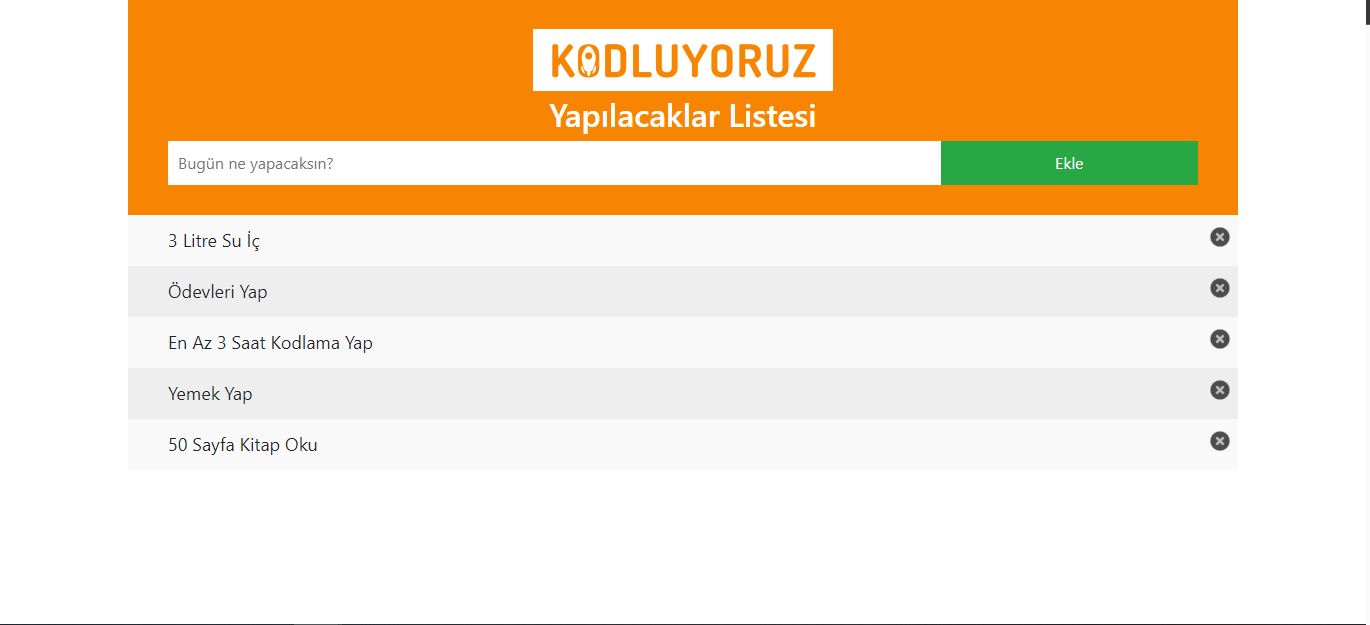 KODLUYORUZ
Yapılacaklar Listesi
Bugün ne yapacaksın?
Ekle
3 Litre Su İç
Ödevleri Yap
En Az 3 Saat Kodlama Yap
Yemek Yap
50 Sayfa Kitap Oku